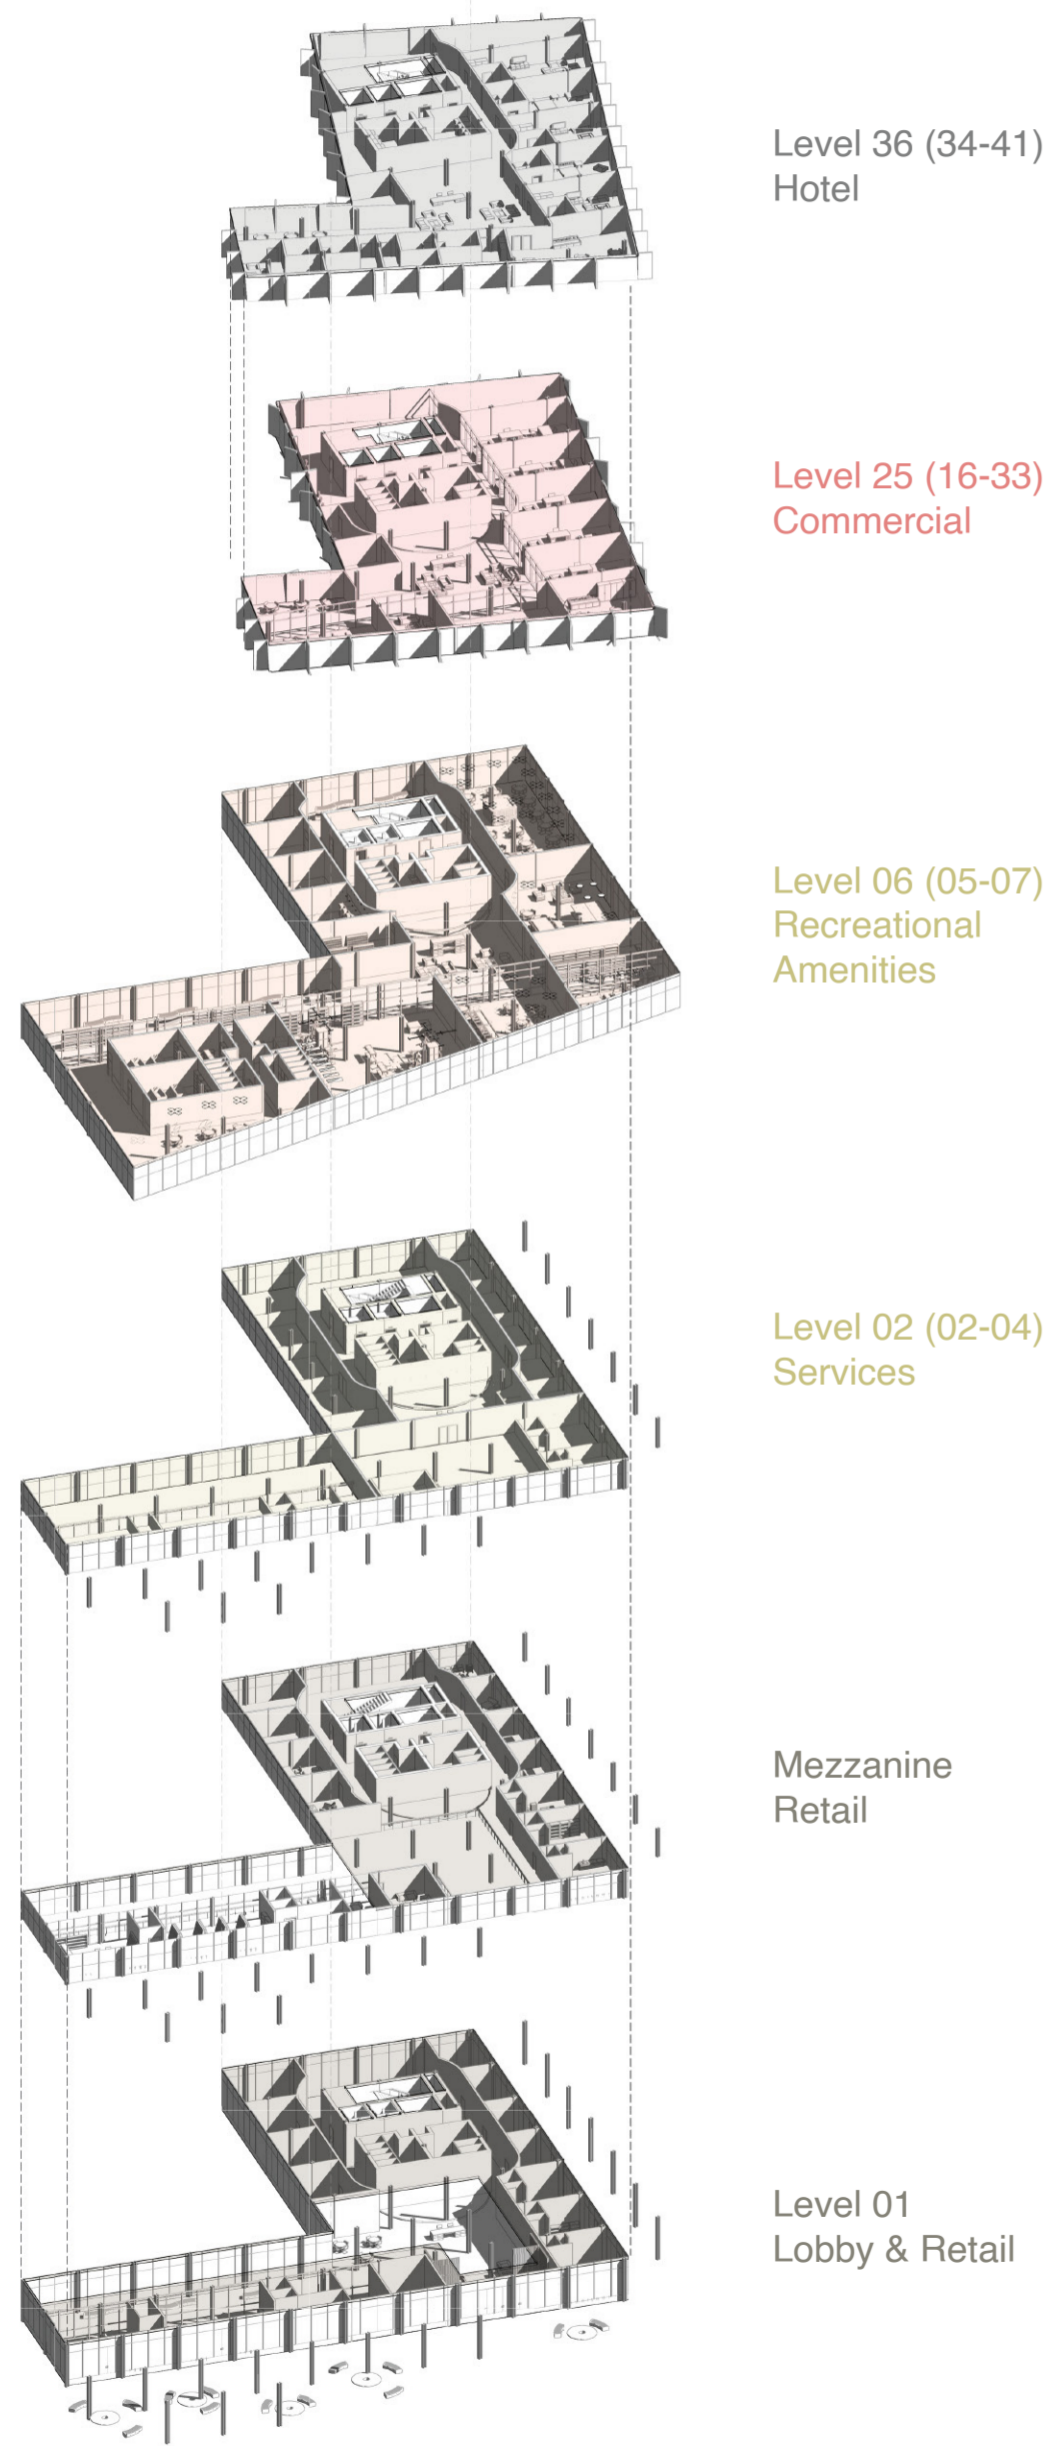 Level 36 (34-41)
Hotel
Level 25 (16-33)
Commercial
Level 06 (05-07)
Recreational
Amenities
Level 02 (02-04)
Services
Mezzanine
Retail
Level 01
Lobby & Retail